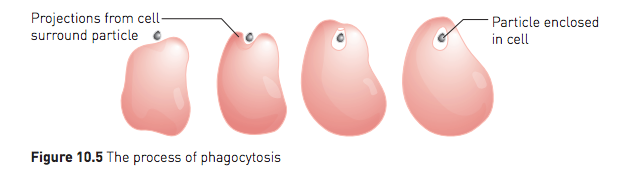 Projections from cell
surround particle
Particle enclosed
in cell
Figure 10.5 The process of phagocytosis